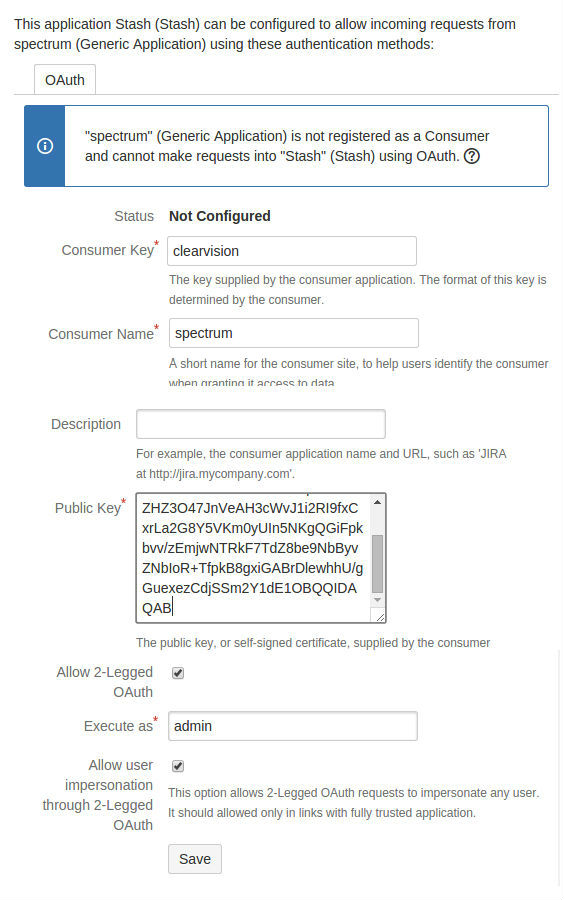 This application Stash (Stash) can be configured to allow incoming requests from
spectrum (Generic Application) using these authentication methods:
OAuth
"spectrum" (Generic Application) is not registered as a Consumer
and cannot make requests into "Stash" (Stash) using OAuth.
Status Not Configured
Consumer Key* clearvision
The key supplied by the consumer application. The format of this key is
determined by the consumer.
Consumer Name* spectrum
A short name for the consumer site, to help users identify the consumer
when granting it access to data
Description
For example, the consumer application name and URL, such as 'JIRA
at http://jira.mycompany.com'.
Public Key* ZHZ3O47JnVeAH3cWvJ1i2RI9fxC
xrLa2G8Y5VKm0yUIn5NKgQGiFpk
bvv/zEmjwNTRkF7TdZ8be9NbByv
ZNbIoR+TfpkB8gxiGABrDlewhhU/g
GuexezCdjSSm2Y1dE1OBQQIDA
QAB
The public key, or self-signed certificate, supplied by the consumer
Allow 2-Legged
OAuth
Execute as* admin
Allow user
impersonation
through 2-Legged
OAuth
This option allows 2-Legged OAuth requests to impersonate any user.
It should allowed only in links with fully trusted application.
Save